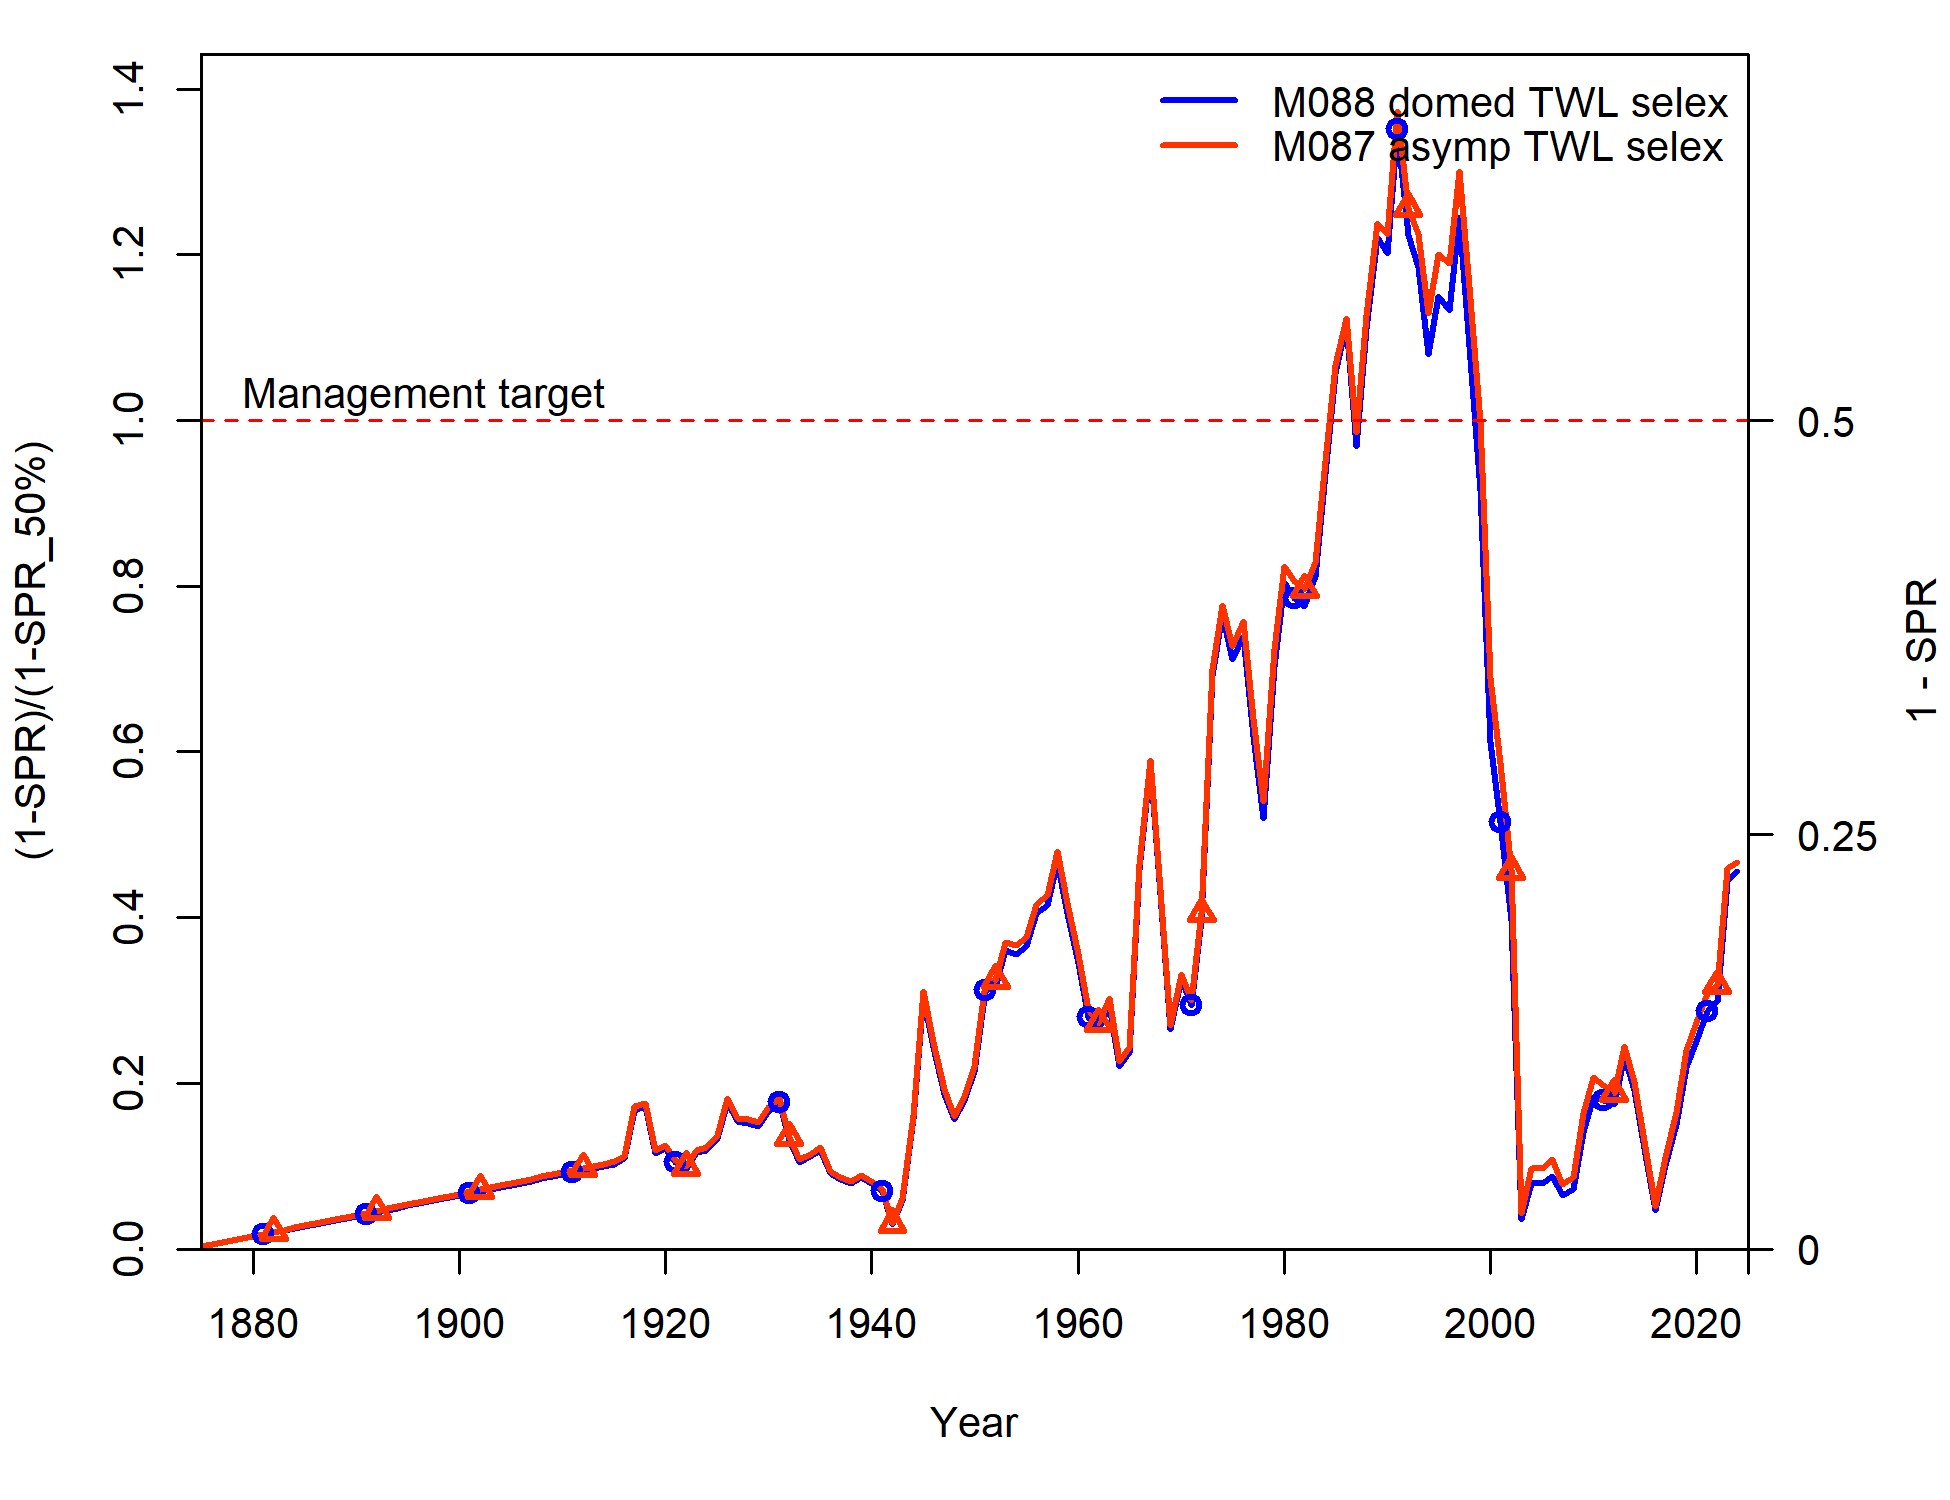 M088 domed TWL selex
M087 asymp TWL selex
Management target
(1-SPR)/(1-SPR_50%)
1.4
1.2
1.0
0.8
0.6
0.4
0.2
0.0
0.5
0.25
0
1 - SPR
1880 1900 1920 1940 1960 1980 2000 2020
Year